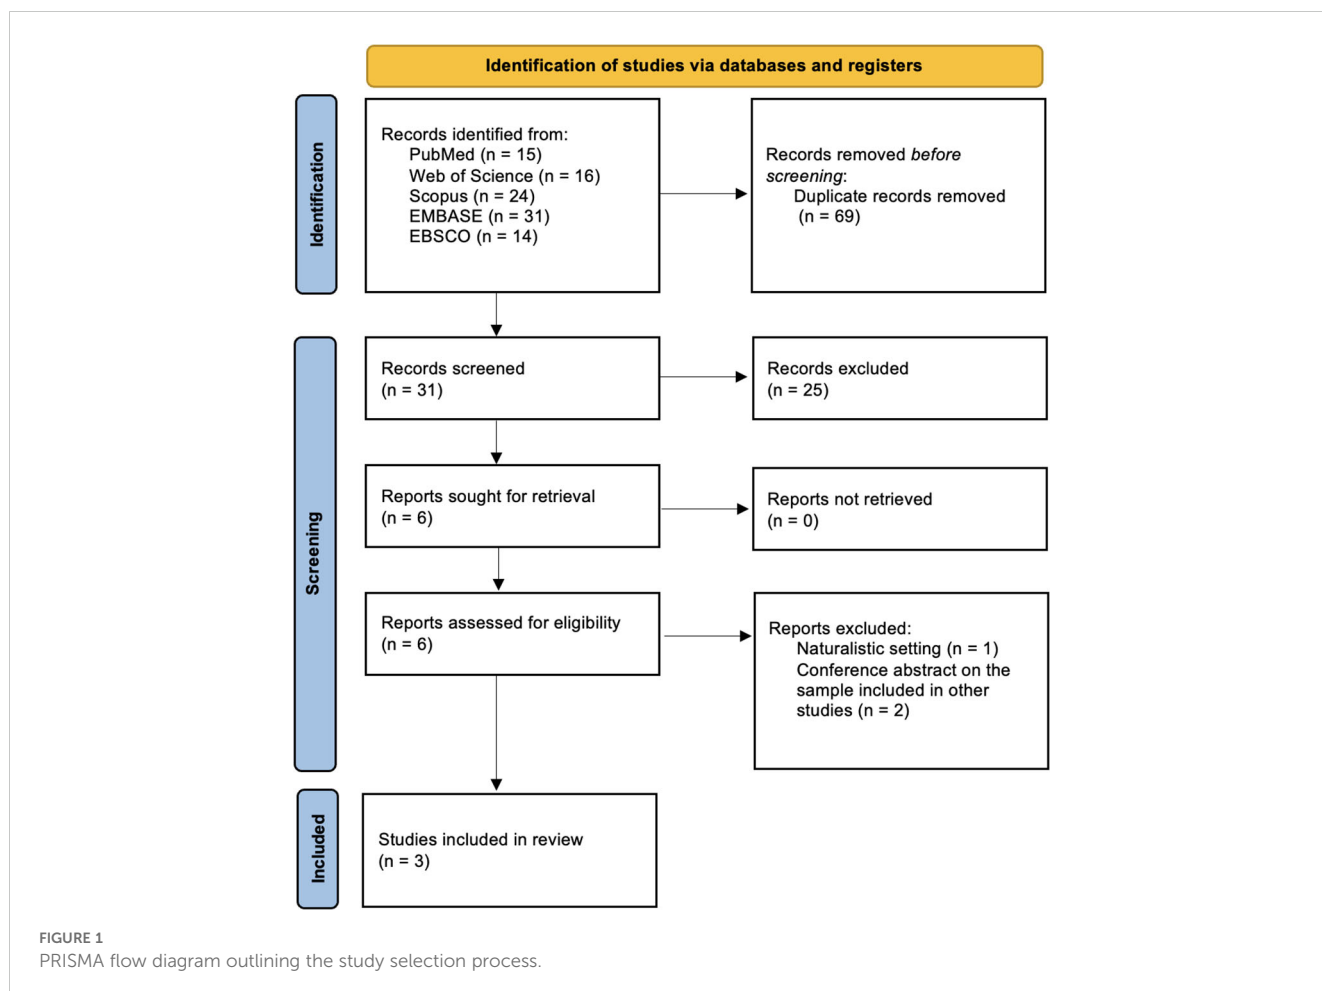 Identification of studies via databases and registers
Identification
Records identified from:
PubMed (n = 15)
Web of Science (n = 16)
Scopus (n = 24)
EMBASE (n = 31)
EBSCO (n = 14)
Records removed before
screening:
Duplicate records removed
(n = 69)
Screening
Records screened
(n = 31)
Records excluded
(n = 25)
Reports sought for retrieval
(n = 6)
Reports not retrieved
(n = 0)
Reports assessed for eligibility
(n = 6)
Reports excluded:
Naturalistic setting (n = 1)
Conference abstract on the
sample included in other
studies (n = 2)
Included
Studies included in review
(n = 3)
FIGURE 1
PRISMA flow diagram outlining the study selection process.